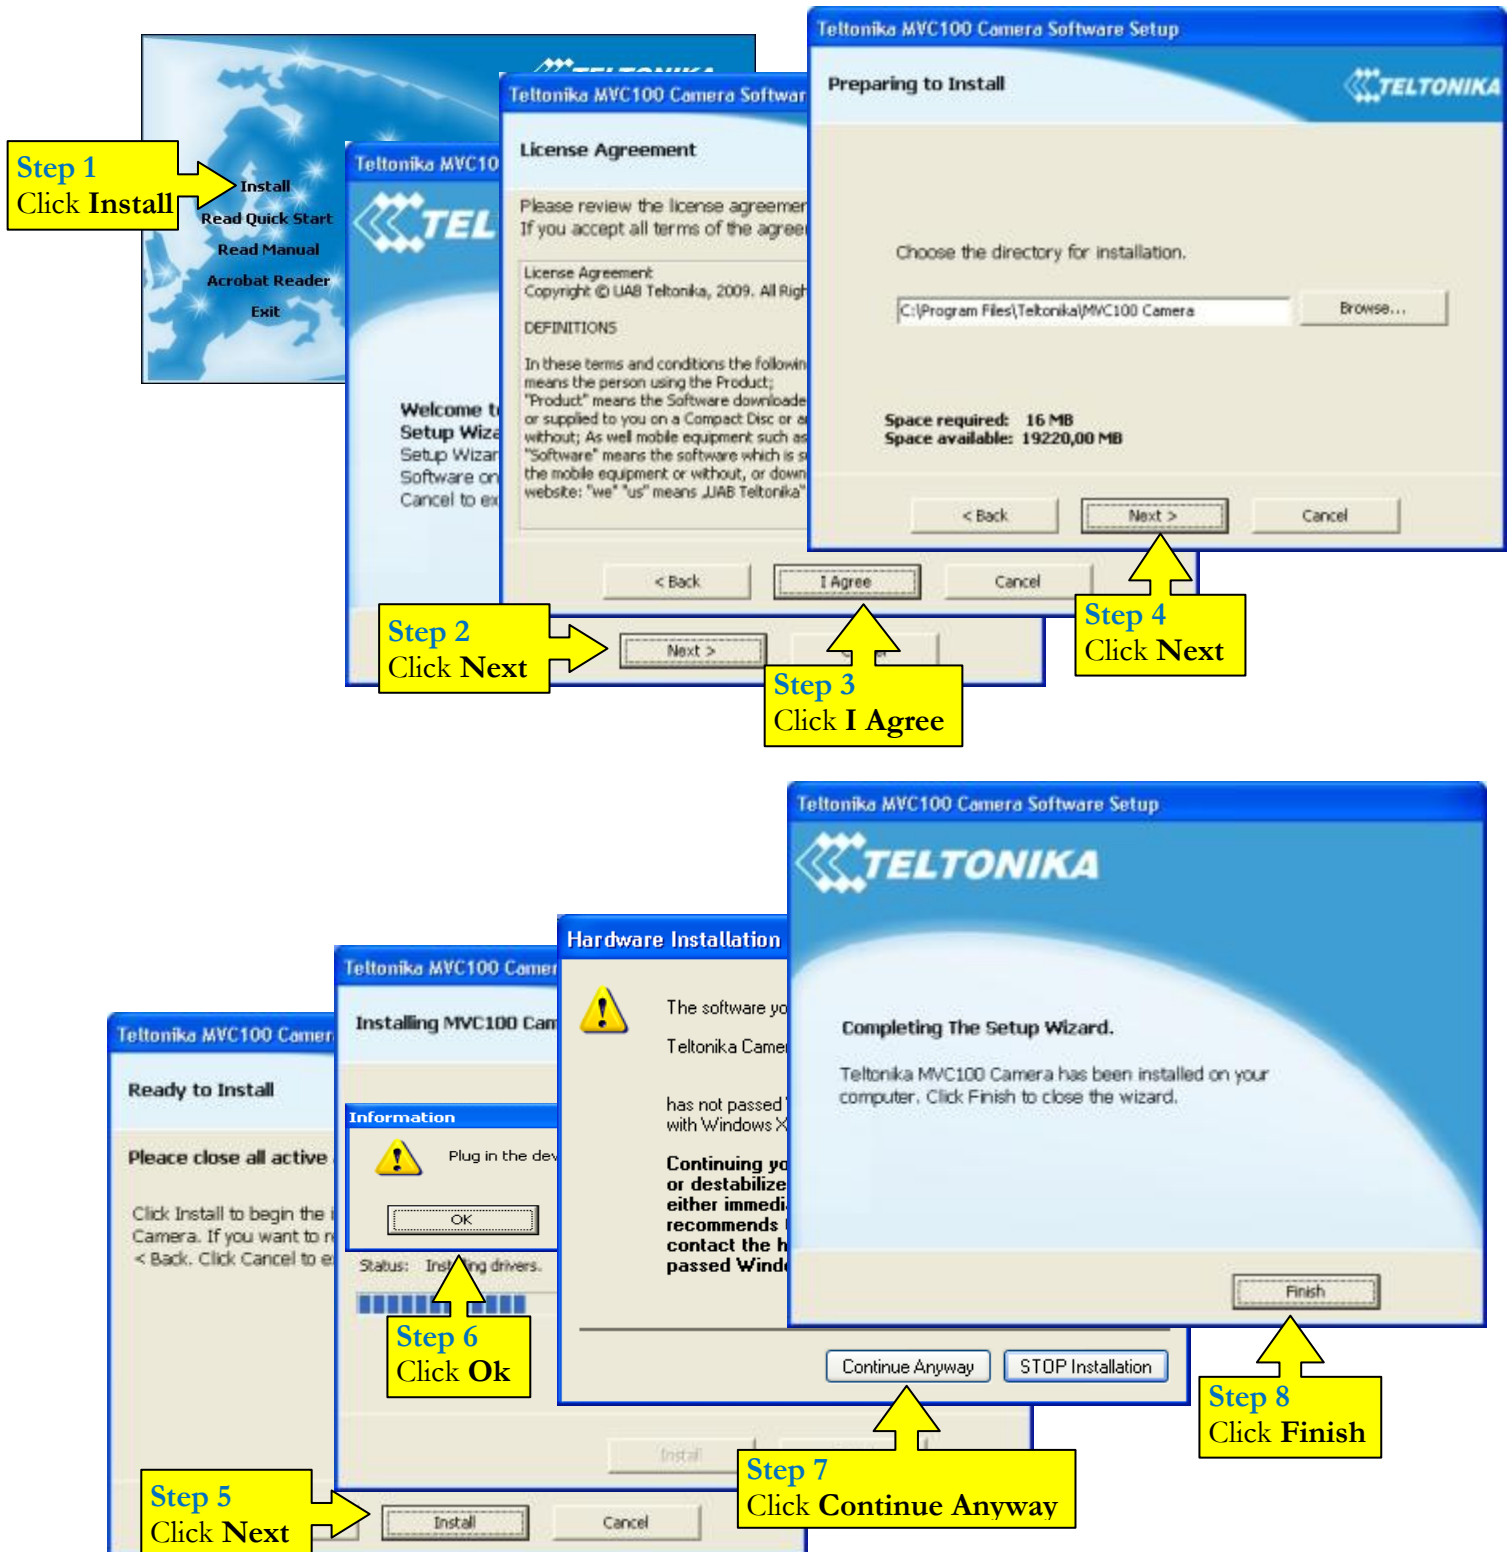 TELTONIKA
Step 1
Click Install
Install
Read Quick Start
Read Manual
Acrobat Reader
Exit
Teltonika MVC10
TEL
Welcome t
Setup Wiza
Setup Wizar
Software on
Cancel to ex
Next >
Step 2
Click Next
Teltonika MVC100 Camera Softwar
License Agreement
Please review the license agreemen
If you accept all terms of the agree
License Agreement
Copyright © UAB Teltonika, 2009. All Righ
DEFINITIONS
In these terms and conditions the followin
means the person using the Product;
"Product" means the Software downloade
or supplied to you on a Compact Disc or a
without; As well mobile equipment such as
"Software" means the software which is s
the mobile equipment or without, or down
website: "we" "us" means „UAB Teltonika"
< Back
I Agree
Cancel
Step 3
Click I Agree
Teltonika MVC100 Camera Software Setup
Preparing to Install
TELTONIKA
Choose the directory for installation.
C:\Program Files\Teltonika\MVC100 Camera
Browse...
Space required: 16 MB
Space available: 19220,00 MB
< Back
Next >
Cancel
Step 4
Click Next
Teltonika MVC100 Camer
Ready to Install
Pleace close all active
Click Install to begin the i
Camera. If you want to r
< Back. Click Cancel to e
Install
Cancel
Step 5
Click Next
Teltonika MVC100 Camer
Installing MVC100 Cam
Information
Plug in the dev
OK
Status: Installing drivers.
Install
Step 6
Click Ok
Hardware Installation
The software yo
Teltonika Camer
has not passed
with Windows X
Continuing yo
or destabilize
either immedi
recommends
contact the h
passed Windo
Continue Anyway
STOP Installation
Step 7
Click Continue Anyway
Teltonika MVC100 Camera Software Setup
TELTONIKA
Completing The Setup Wizard.
Teltonika MVC100 Camera has been installed on your
computer. Click Finish to close the wizard.
Finish
Step 8
Click Finish